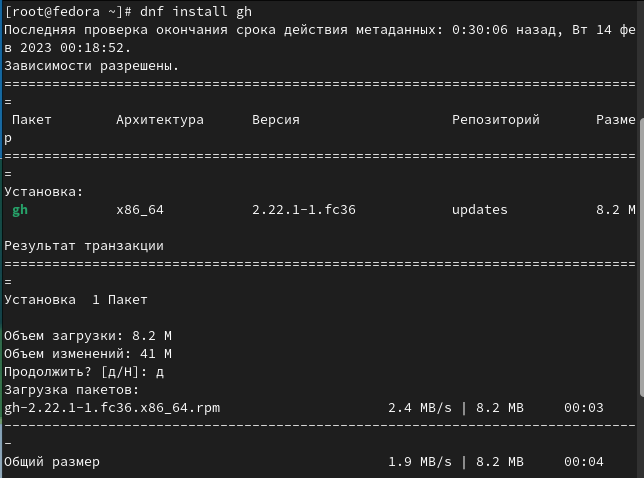 [root@fedora ~]# dnf install gh
Последняя проверка окончания срока действия метаданных: 0:30:06 назад, Вт 14 фе
в 2023 00:18:52.
Зависимости разрешены.
===============================================================================
=
 Пакет        Архитектура      Версия                   Репозиторий       Разме
р
===============================================================================
=
Установка:
 gh           x86_64           2.22.1-1.fc36            updates           8.2 M

Результат транзакции
===============================================================================
=
Установка  1 Пакет

Объем загрузки: 8.2 M
Объем изменений: 41 M
Продолжить? [д/Н]: д
Загрузка пакетов:
gh-2.22.1-1.fc36.x86_64.rpm                     2.4 MB/s | 8.2 MB     00:03
-------------------------------------------------------------------------------
-
Общий размер                                    1.9 MB/s | 8.2 MB     00:04